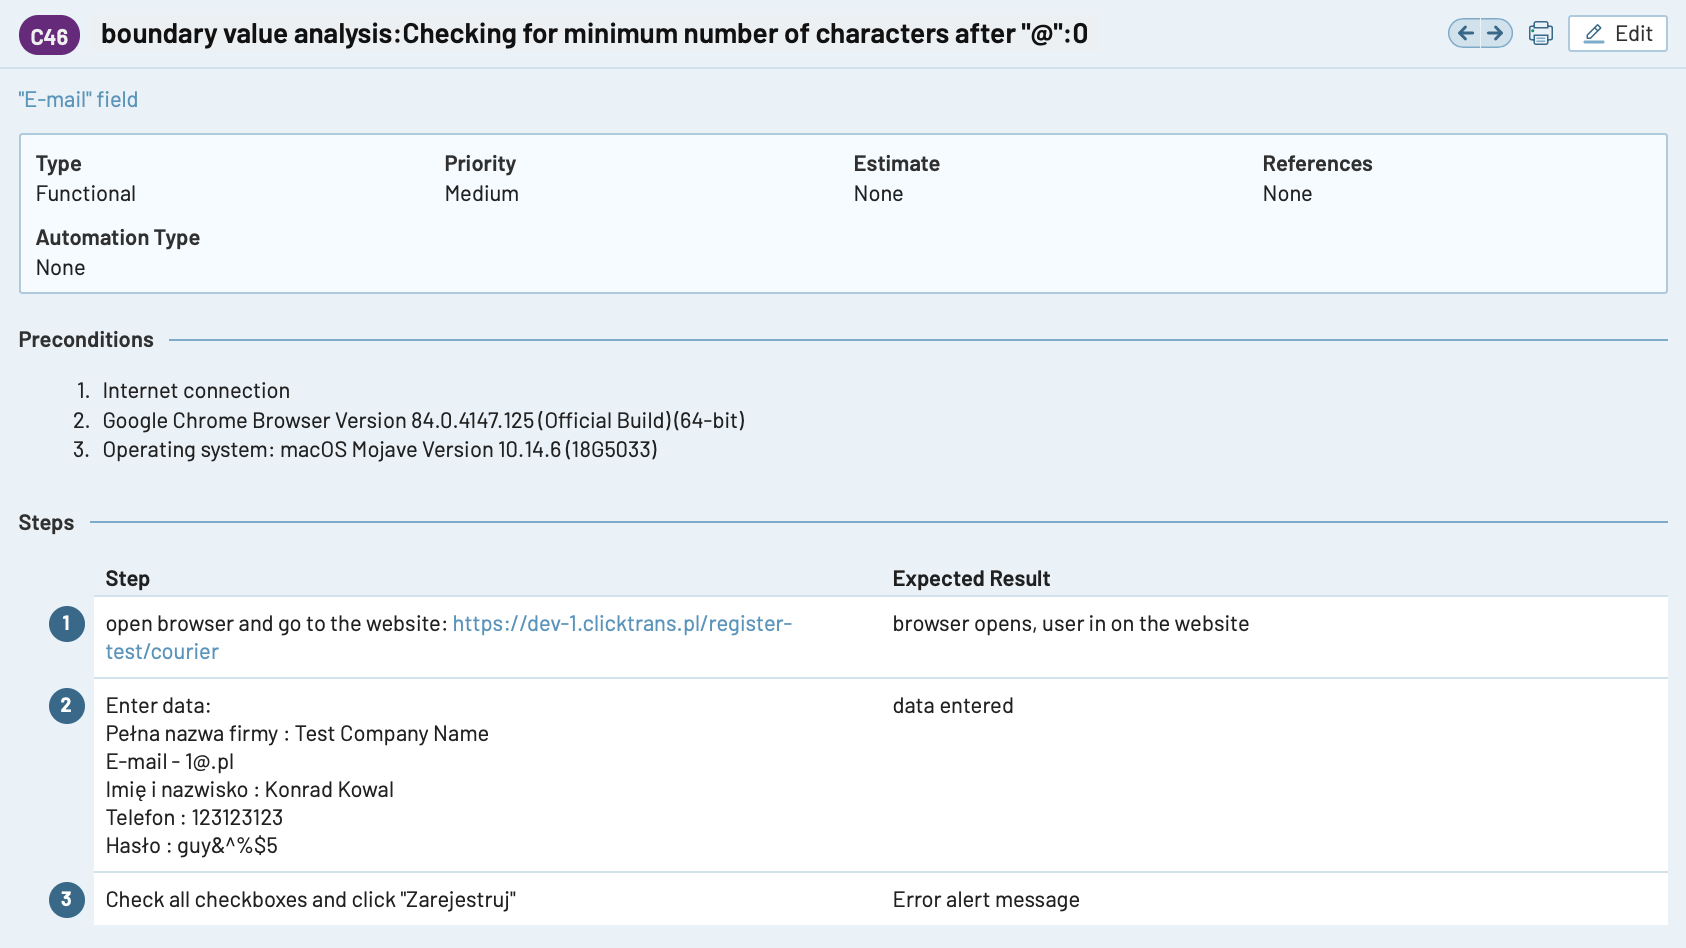 C46 boundary value analysis:Checking for minimum number of characters after "@":0
Edit
"E-mail" field
Type Priority Estimate References
Functional Medium None None
Automation Type
None
Preconditions
1. Internet connection
2. Google Chrome Browser Version 84.0.4147.125 (Official Build) (64-bit)
3. Operating system: macOS Mojave Version 10.14.6 (18G5033)
Steps
Step Expected Result
1 open browser and go to the website: https://dev-1.clicktrans.pl/register- browser opens, user in on the website
test/courier
2 Enter data: data entered
Pełna nazwa firmy : Test Company Name
E-mail - 1@.pl
Imię i nazwisko : Konrad Kowal
Telefon : 123123123
Hasło : guy&^%$5
3 Check all checkboxes and click "Zarejestruj" Error alert message